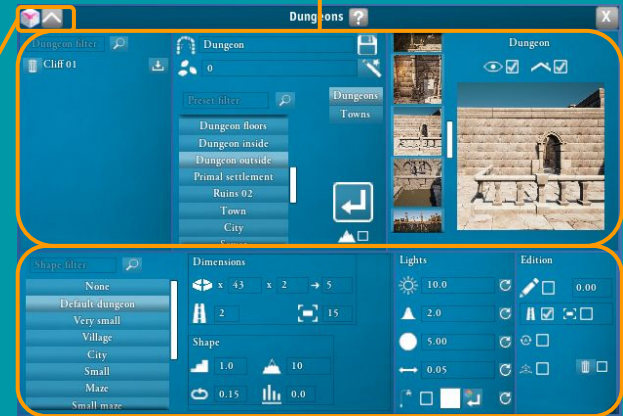 Dungeons ?
X
Dungeon filter
Cliff 01
Dungeon
0
Preset filter
Dungeons
Towns
Dungeon floors
Dungeon inside
Dungeon outside
Primal settlement
Ruins 02
Town
City
Dungeon
Shape filter
None
Default dungeon
Very small
Village
City
Small
Maze
Small maze
Dimensions
x 43 x 2 → 5
2 15
Shape
1.0 10
0.15 0.0
Lights
10.0
2.0
5.00
0.05
Edition
0.00